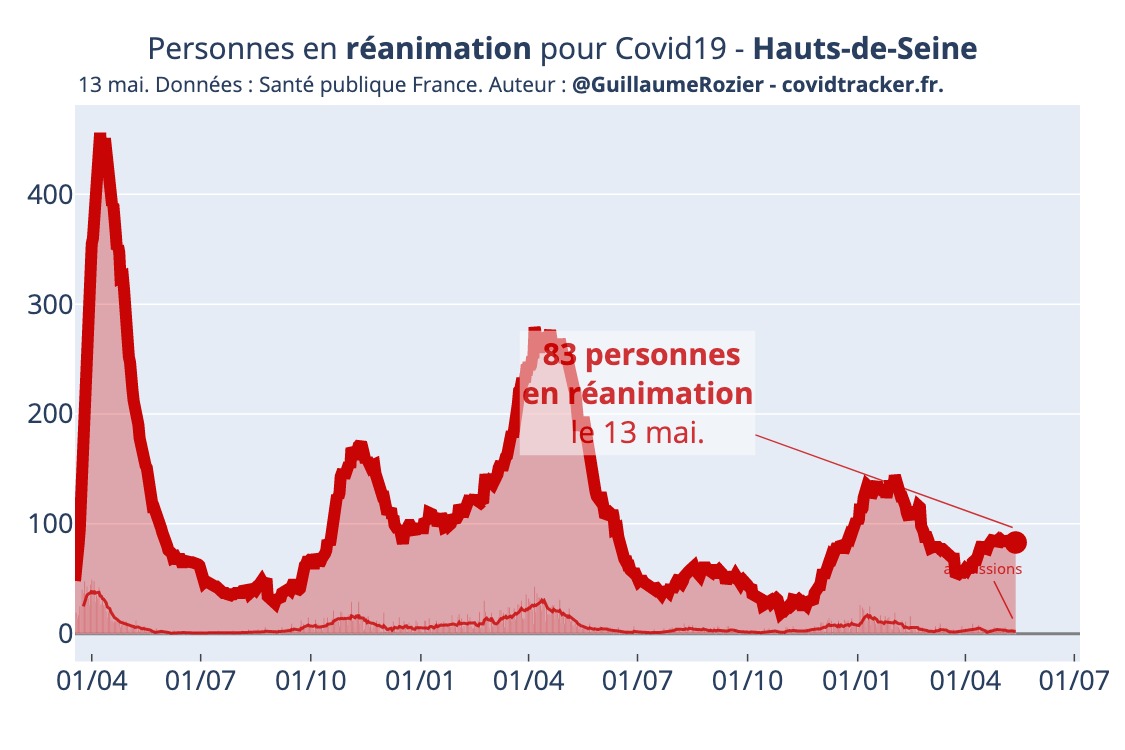 Personnes en réanimation pour Covid19 - Hauts-de-Seine
13 mai. Données : Santé publique France. Auteur : @GuillaumeRozier - covidtracker.fr.
400
300
200
100
0
83 personnes
en réanimation
le 13 mai.
admissions
01/04 01/07 01/10 01/01 01/04 01/07 01/10 01/01 01/04 01/07